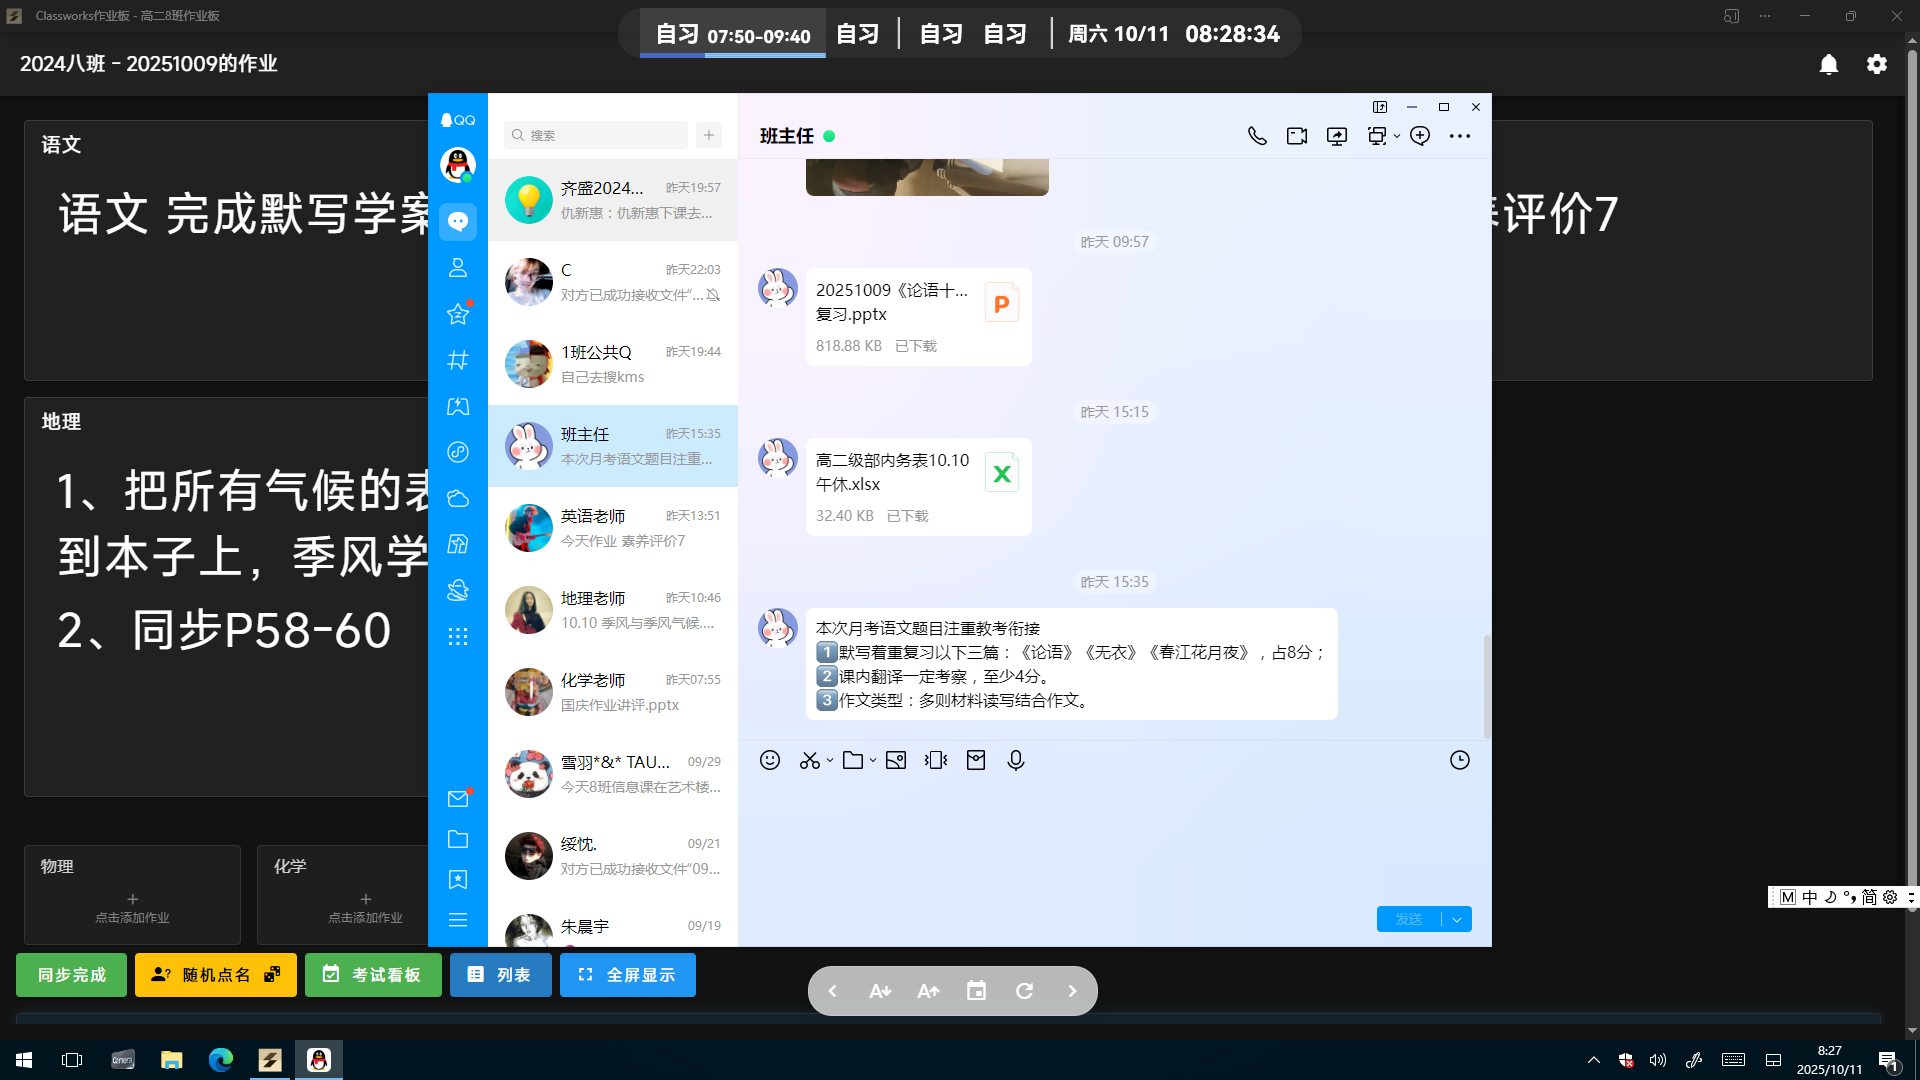 Classworks作业板 - 高二8班作业板
自习 07:50-09:40 自习 自习 自习 周六 10/11 08:28:34
2024八班 - 20251009的作业
语文
语文 完成默写学案
评价7
地理
1、把所有气候的表
到本子上，季风学
2、同步P58-60
物理
点击添加作业
化学
点击添加作业
同步完成
随机点名
考试看板
列表
全屏显示
QQ
搜索
齐盛2024... 昨天19:57
仇新惠：仇新惠下课去...
C 昨天22:03
对方已成功接收文件“...
1班公共Q 昨天19:44
自己去搜kms
班主任 昨天15:35
本次月考语文题目注重...
英语老师 昨天13:51
今天作业 素养评价7
地理老师 昨天10:46
10.10 季风与季风气候....
化学老师 昨天07:55
国庆作业讲评.pptx
雪羽*&* TAU... 09/29
今天8班信息课在艺术楼...
绥忱. 09/21
对方已成功接收文件“09...
朱晨宇 09/19
班主任
昨天 09:57
20251009《论语十...
复习.pptx
P
818.88 KB 已下载
昨天 15:15
高二级部内务表10.10
午休.xlsx
X
32.40 KB 已下载
昨天 15:35
本次月考语文题目注重教考衔接
1默写着重复习以下三篇：《论语》《无衣》《春江花月夜》，占8分；
2课内翻译一定考察，至少4分。
3作文类型：多则材料读写结合作文。
发送
M 中 简
8:27
2025/10/11
1